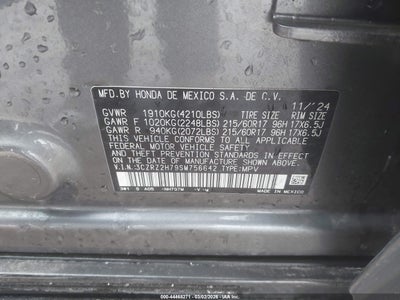 MFD.BY HONDA DE MEXICO S.A. DE C.V.
11/'24
GVWR 1910KG(4210LBS) TIRE SIZE RIM SIZE
GAWR F 1020KG(2248LBS) 215/60R17 96H 17X6.5J
GAWR R 940KG(2072LBS) 215/60R17 96H 17X6.5J
THIS VEHICLE CONFORMS TO ALL APPLICABLE
FEDERAL MOTOR VEHICLE SAFETY AND
THEFT PREVENTION STANDARDS IN EFFECT ON
THE DATE OF MANUFACTURE SHOWN ABOVE.
V.I.N.:3CZRZ2H79SM756642 TYPE:MPV
MADE IN MEXICO